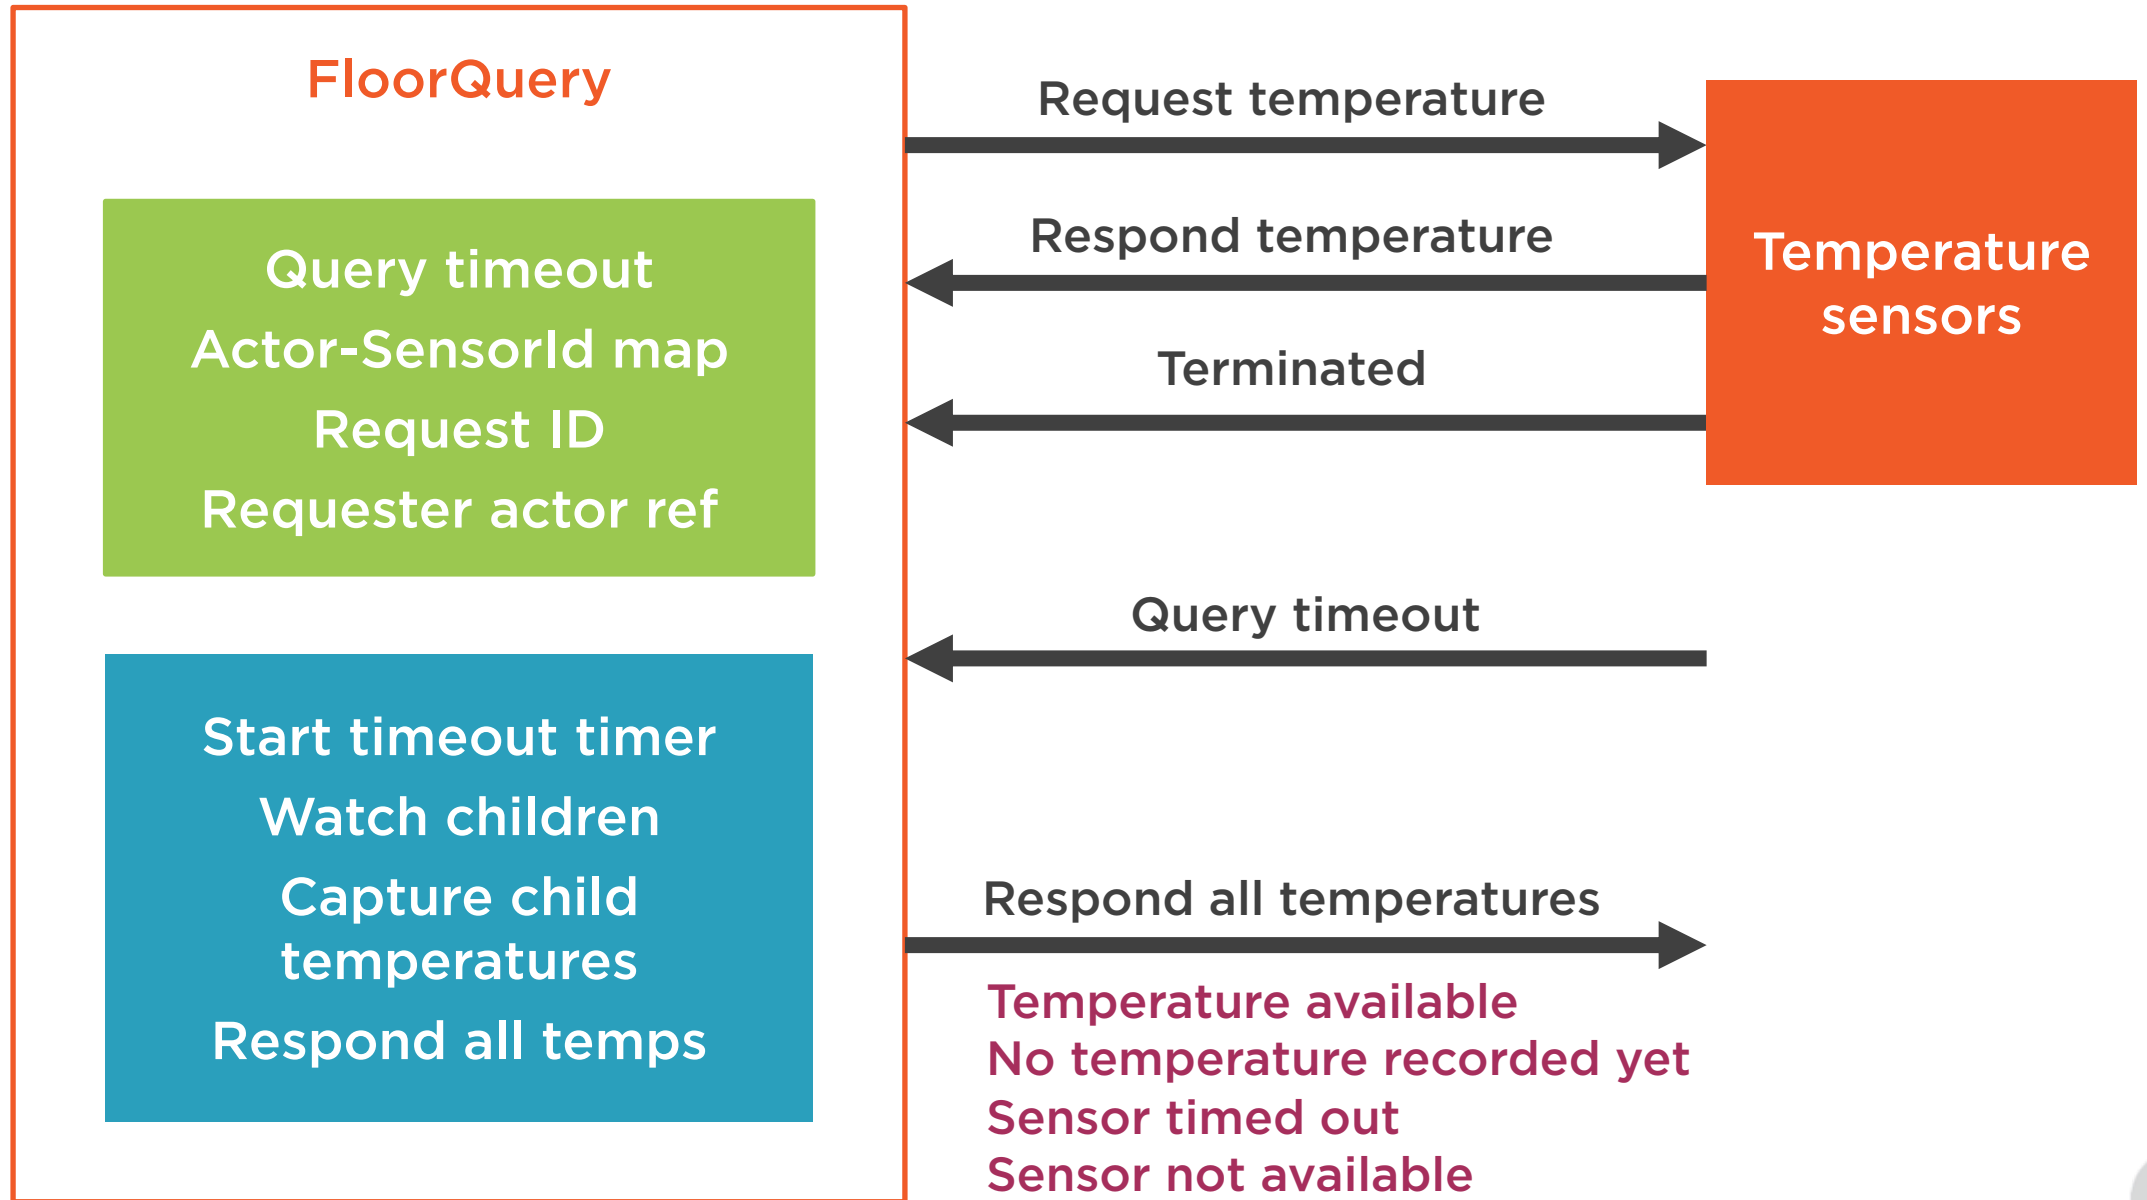 FloorQuery
Query timeout
Actor-SensorId map
Request ID
Requester actor ref
Start timeout timer
Watch children
Capture child
temperatures
Respond all temps
Request temperature
Respond temperature
Terminated
Query timeout
Respond all temperatures
Temperature available
No temperature recorded yet
Sensor timed out
Sensor not available
Temperature
sensors